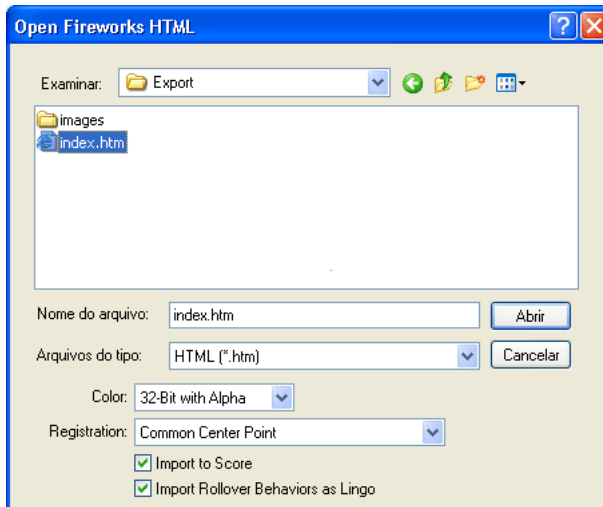 Open Fireworks HTML
Examinar: Export
images
index.htm
Nome do arquivo: index.htm Abrir
Arquivos do tipo: HTML (*.htm) Cancelar
Color: 32-Bit with Alpha
Registration: Common Center Point
Import to Score
Import Rollover Behaviors as Lingo